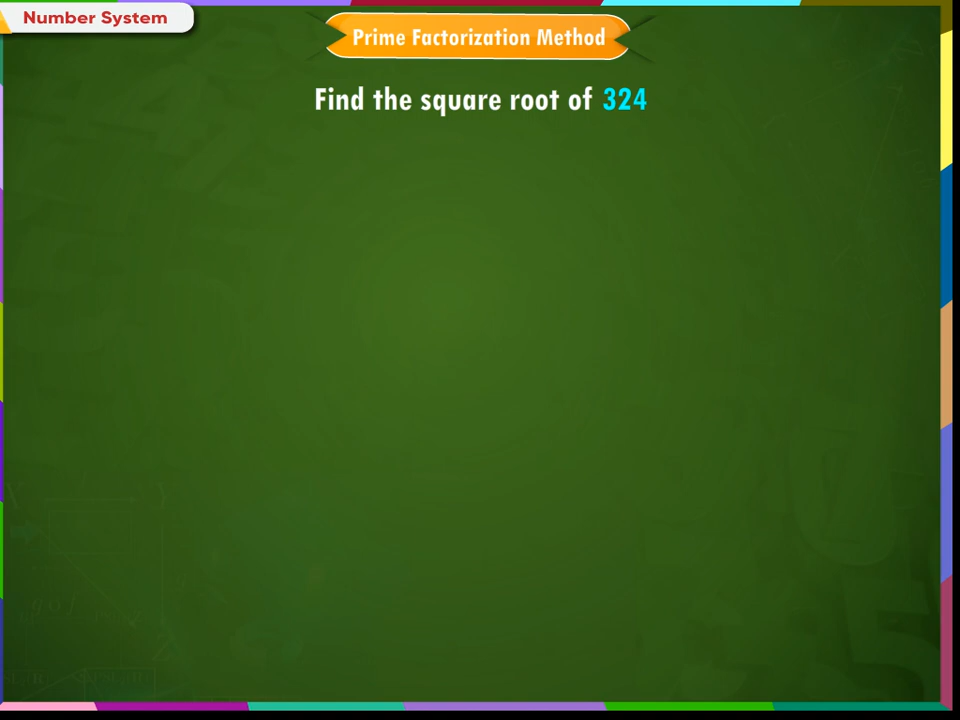 Number System
Prime Factorization Method
Find the square root of 324